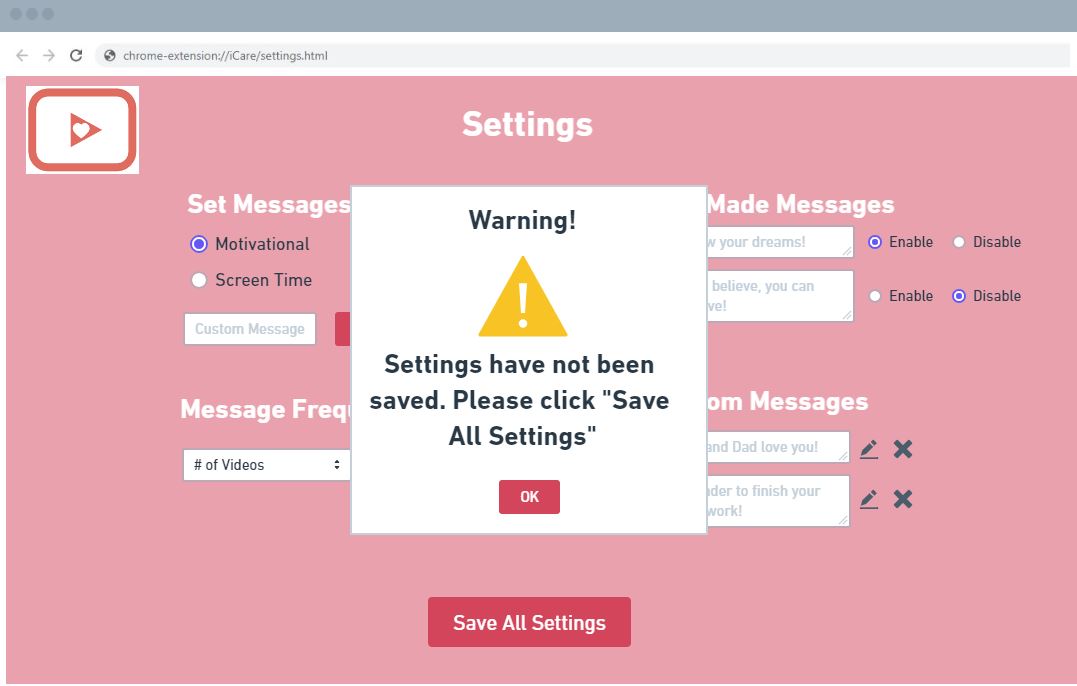 chrome-extension://iCare/settings.html
Settings
Set Messages
Motivational
Screen Time
Custom Message
Message Frequ
# of Videos
Warning!
Settings have not been
saved. Please click "Save
All Settings"
OK
Made Messages
w your dreams!
Enable
Disable
believe, you can
ve!
Enable
Disable
om Messages
and Dad love you!
nder to finish your
work!
Save All Settings